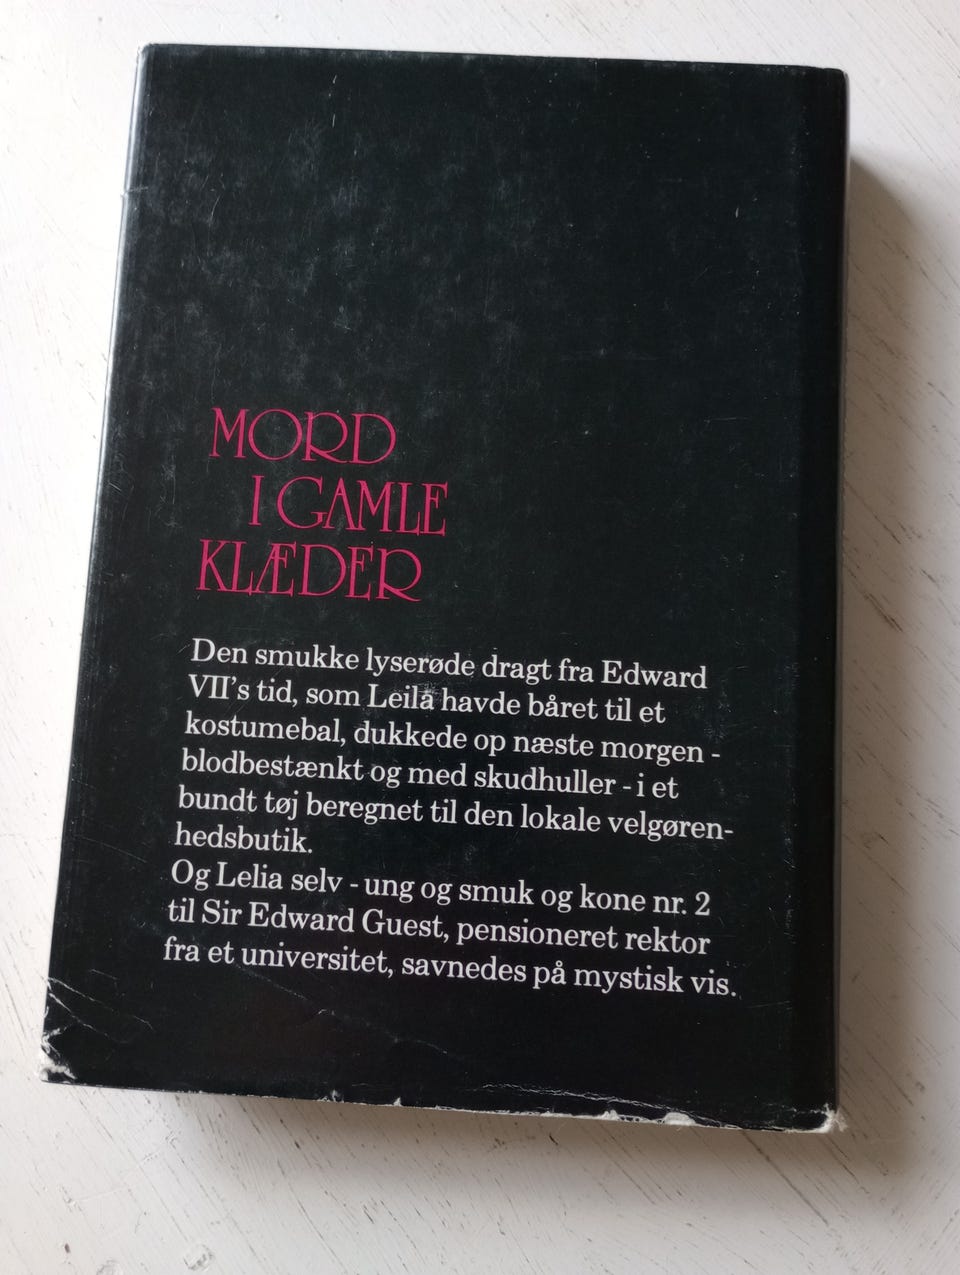 MORD
I GAMLE
KLÆDER
Den smukke lyserøde dragt fra Edward
VII's tid, som Leila havde båret til et
kostumebal, dukkede op næste morgen -
blodbestænkt og med skudhuller - i et
bundt tøj beregnet til den lokale velgøren-
hedsbutik.
Og Lelia selv - ung og smuk og kone nr. 2
til Sir Edward Guest, pensioneret rektor
fra et universitet, savnedes på mystisk vis.